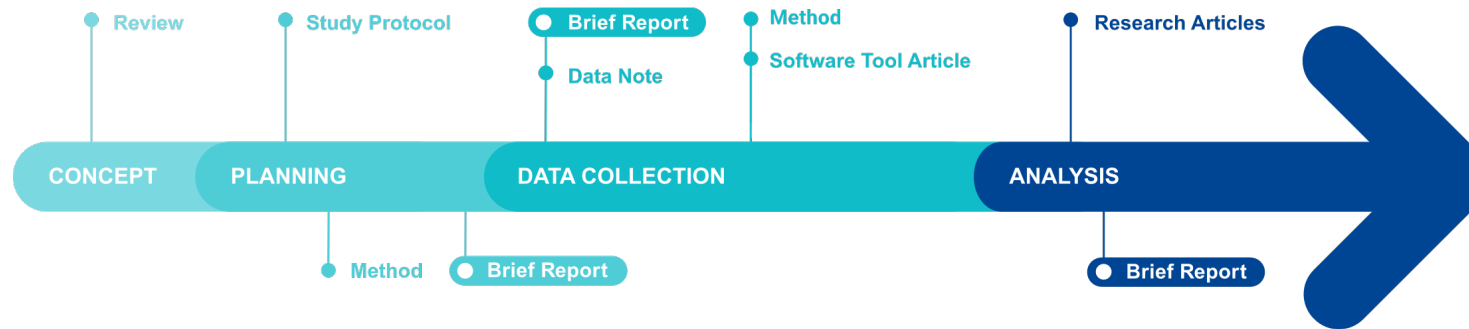 Review
Study Protocol
Brief Report
Data Note
Method
Software Tool Article
Research Articles
CONCEPT
PLANNING
DATA COLLECTION
ANALYSIS
Method
Brief Report
Brief Report